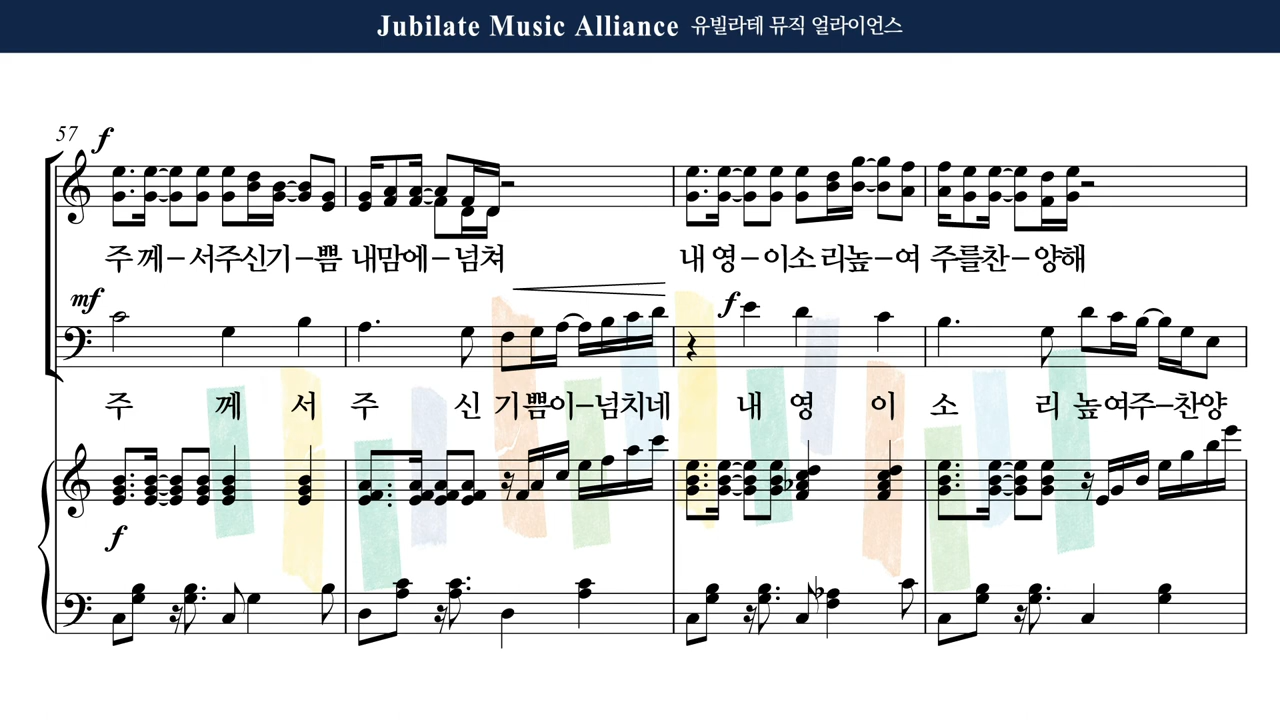 Jubilate Music Alliance 유빌라테 뮤직 얼라이언스
57 f
주 께-서주신기-쁨 내맘에-넘쳐 내 영-이소 리높-여 주를찬-양해
mf f
주 께 서 주 신 기쁨이-넘치네 내 영 이 소 리 높여주-찬양
f